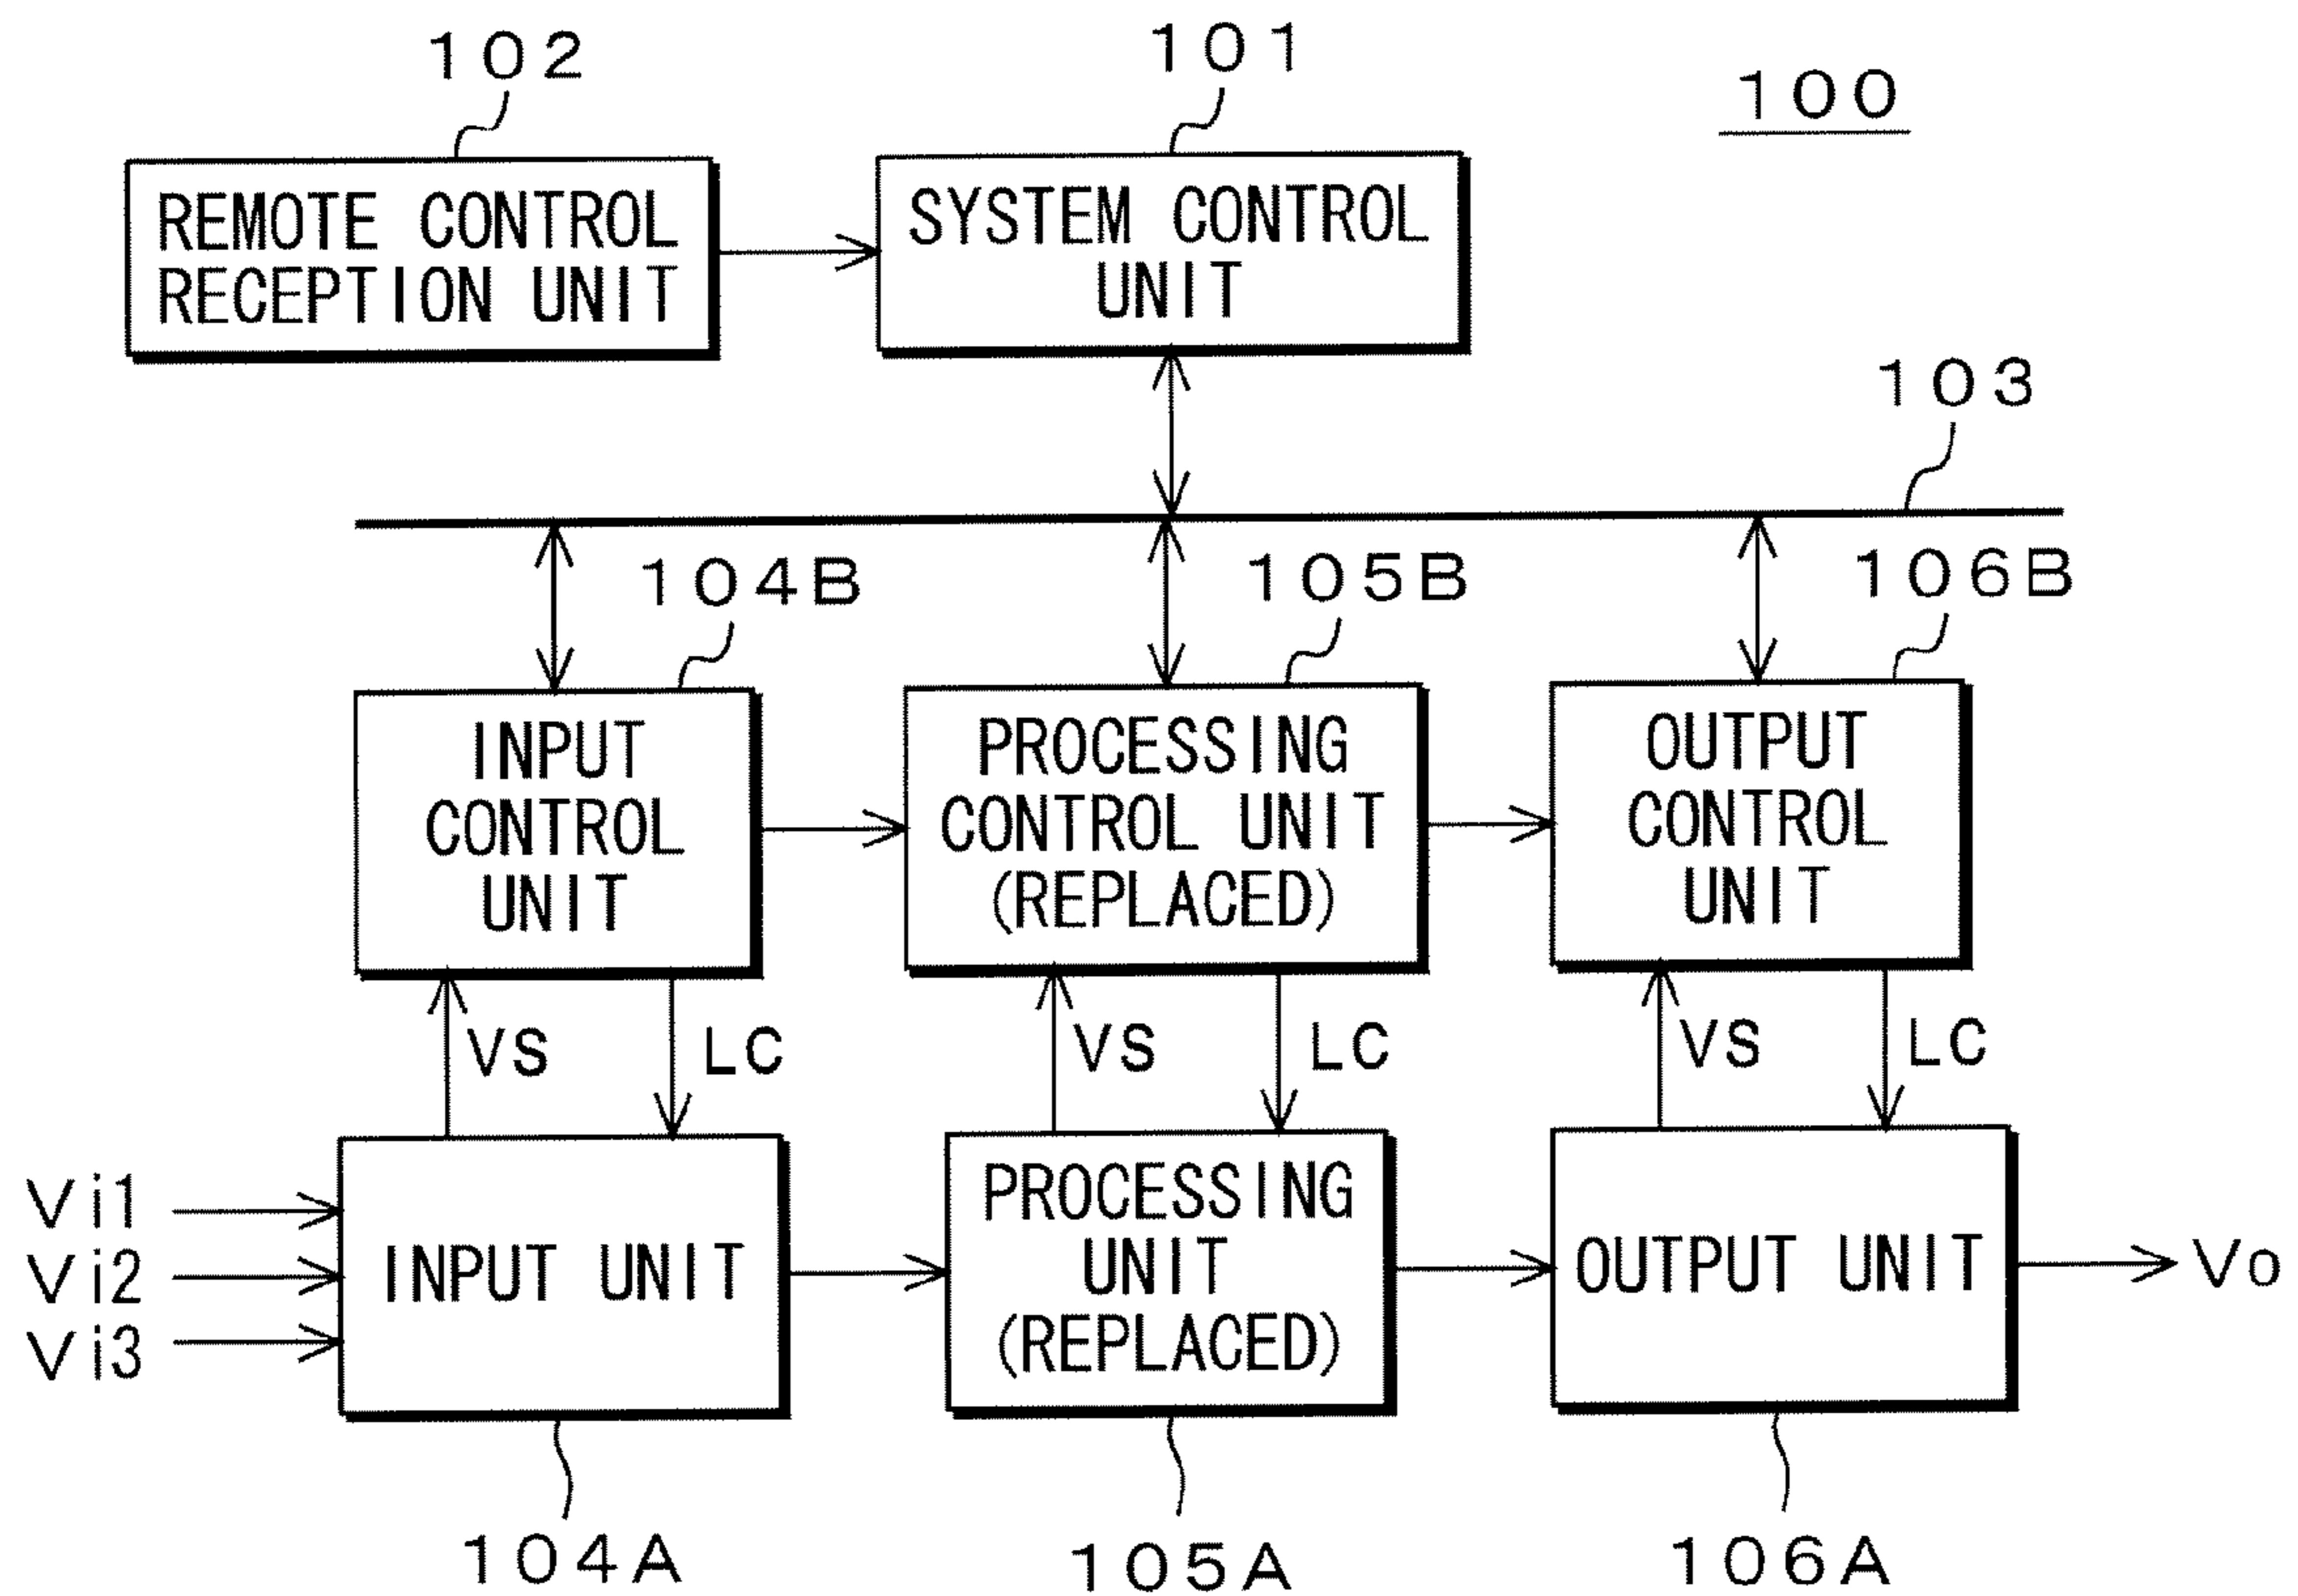 102
101
100
REMOTE CONTROL
RECEPTION UNIT
SYSTEM CONTROL
UNIT
103
104B
105B
106B
INPUT
CONTROL
UNIT
PROCESSING
CONTROL UNIT
(REPLACED)
OUTPUT
CONTROL
UNIT
VS
LC
VS
LC
VS
LC
Vi1
Vi2
Vi3
INPUT UNIT
PROCESSING
UNIT
(REPLACED)
OUTPUT UNIT
Vo
104A
105A
106A